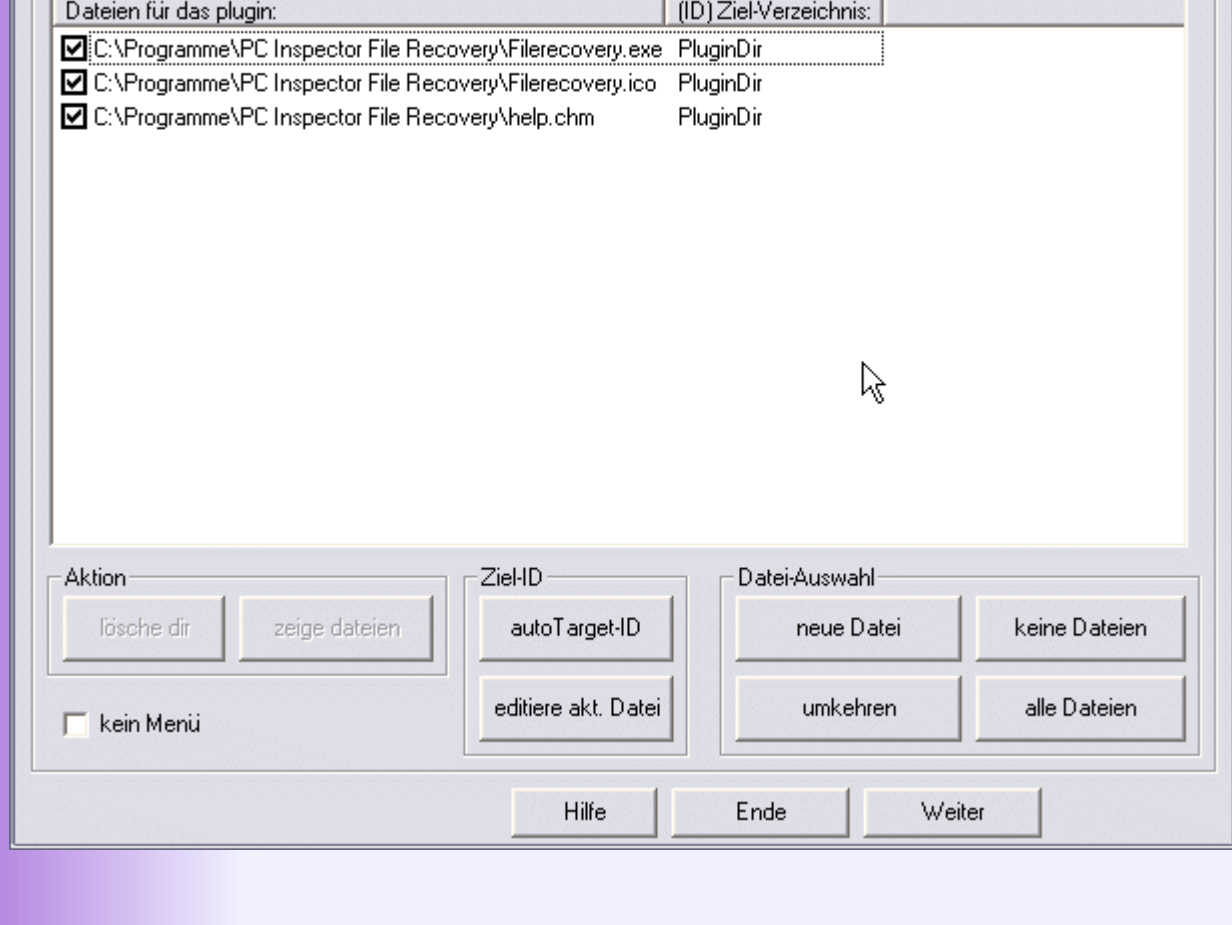 Dateien für das plugin: (ID) Ziel-Verzeichnis:
C:\Programme\PC Inspector File Recovery\Filerecovery.exe PluginDir
C:\Programme\PC Inspector File Recovery\Filerecovery.ico PluginDir
C:\Programme\PC Inspector File Recovery\help.chm PluginDir
Aktion Ziel-ID Datei-Auswahl
lösche dir zeige dateien autoTarget-ID neue Datei keine Dateien
kein Menü editiere akt. Datei umkehren alle Dateien
Hilfe Ende Weiter